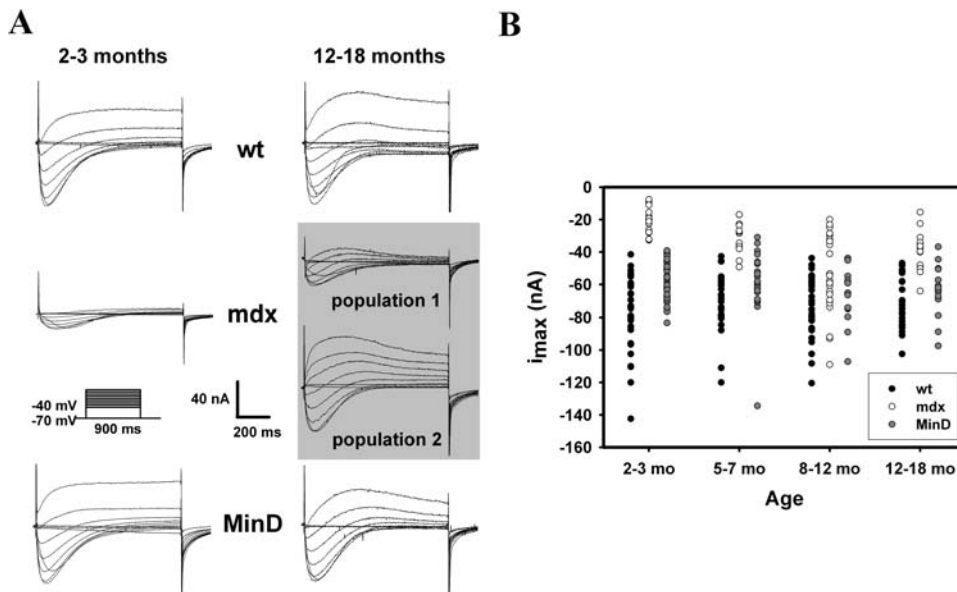 A
2-3 months
12-18 months
wt
mdx
population 1
population 2
-40 mV
-70 mV
900 ms
40 nA
200 ms
MinD
B
imax (nA)
0
-20
-40
-60
-80
-100
-120
-140
-160
wt
mdx
MinD
2-3 mo
5-7 mo
8-12 mo
12-18 mo
Age